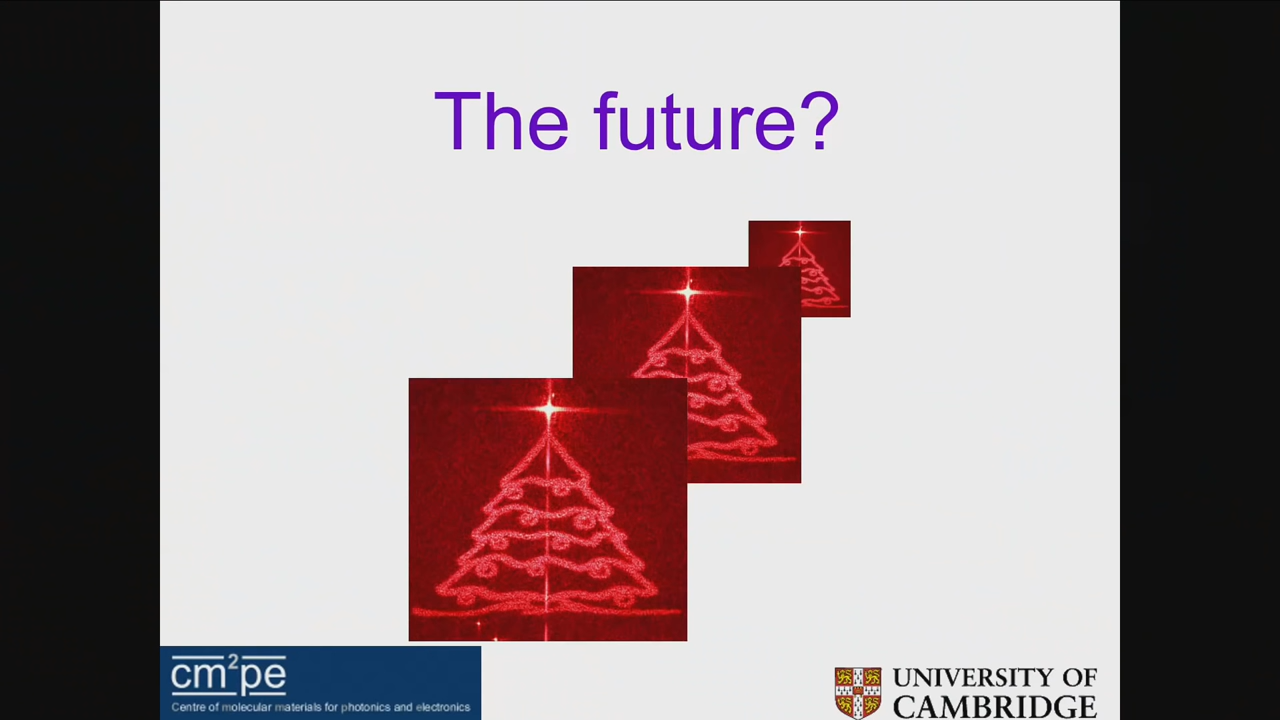 The future?
cm²pe
Centre of molecular materials for photonics and electronics
UNIVERSITY OF
CAMBRIDGE